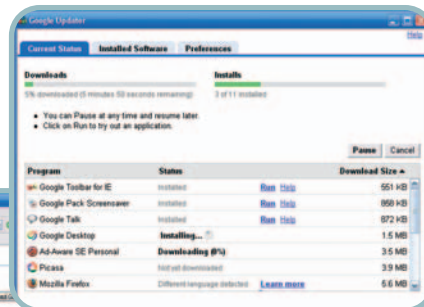 Google Updater
Help
Current Status Installed Software Preferences
Downloads Installs
5% downloaded (5 minutes 50 seconds remaining) 3 of 11 installed
• You can Pause at any time and resume later.
• Click on Run to try out an application.
Pause Cancel
Program Status Download Size
Google Toolbar for IE Installed Run Help 551 KB
Google Pack Screensaver Installed Run Help 858 KB
Google Talk Installed Run Help 872 KB
Google Desktop Installing... 1.5 MB
Ad-Aware SE Personal Downloading (8%) 3.5 MB
Picasa Not yet downloaded 3.9 MB
Mozilla Firefox Different language detected Learn more 5.6 MB